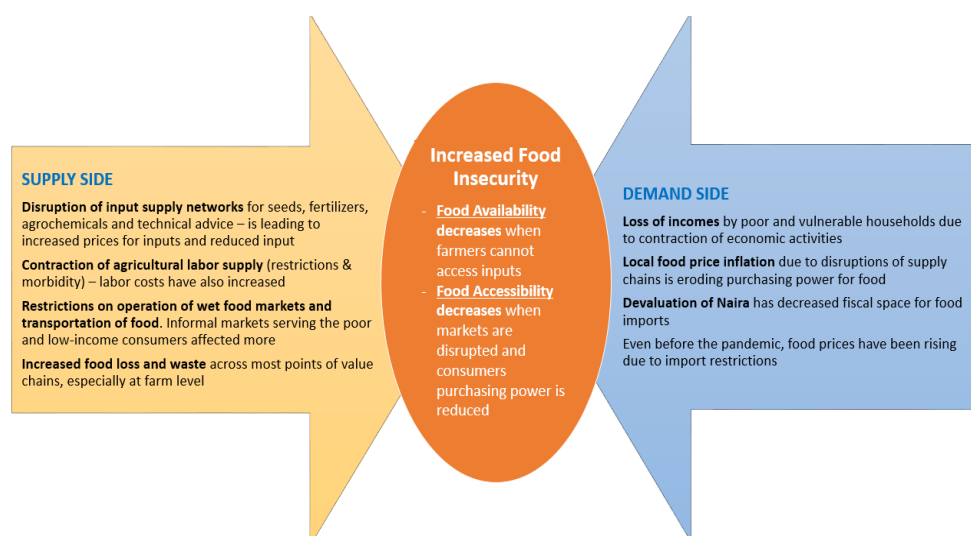 SUPPLY SIDE
Disruption of input supply networks for seeds, fertilizers,
agrochemicals and technical advice – is leading to
increased prices for inputs and reduced input
Contraction of agricultural labor supply (restrictions &
morbidity) – labor costs have also increased
Restrictions on operation of wet food markets and
transportation of food. Informal markets serving the poor
and low-income consumers affected more
Increased food loss and waste across most points of value
chains, especially at farm level
Increased Food
Insecurity
- Food Availability
decreases when
farmers cannot
access inputs
- Food Accessibility
decreases when
markets are
disrupted and
consumers
purchasing power is
reduced
DEMAND SIDE
Loss of incomes by poor and vulnerable households due
to contraction of economic activities
Local food price inflation due to disruptions of supply
chains is eroding purchasing power for food
Devaluation of Naira has decreased fiscal space for food
imports
Even before the pandemic, food prices have been rising
due to import restrictions